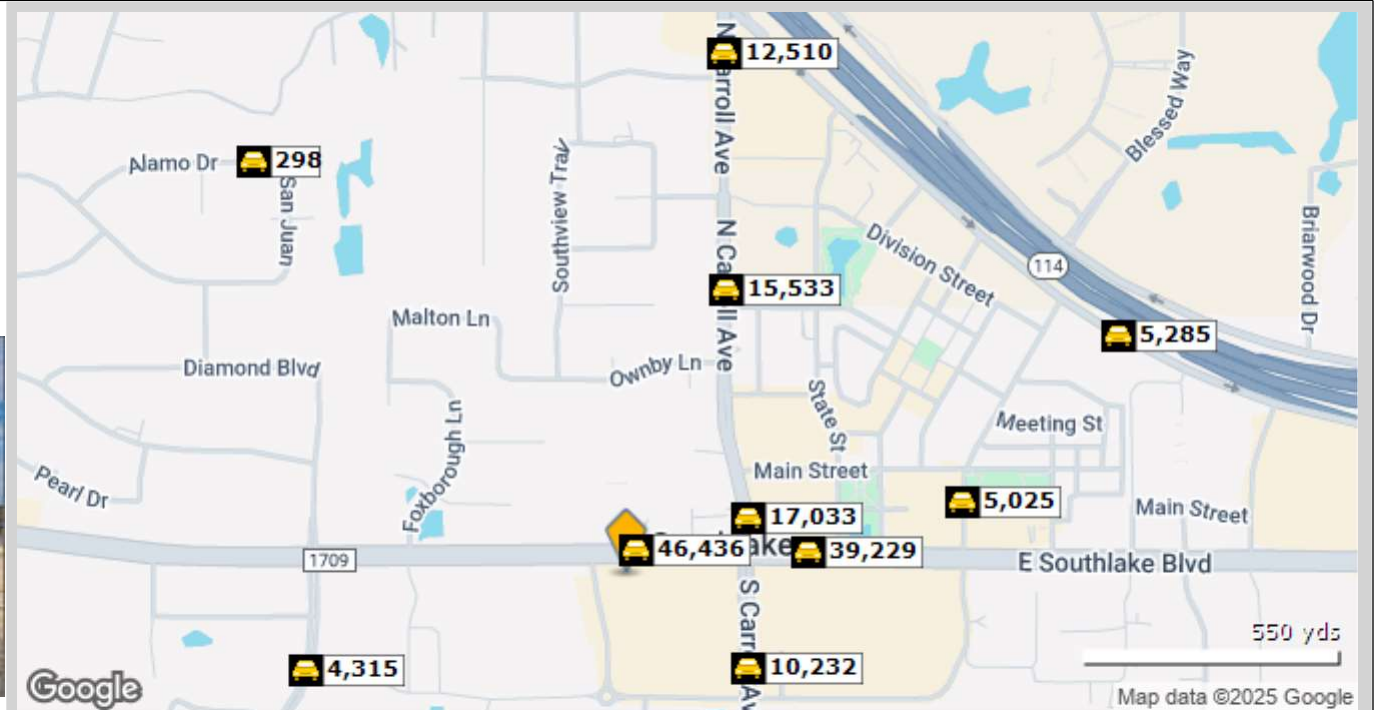 12,510
N Carroll Ave
Blessed Way
Alamo Dr
298
San Juan
Southview Trail
Briarwood Dr
Division Street
114
N Carroll Ave
15,533
Malton Ln
5,285
Diamond Blvd
Ownby Ln
State St
Foxborough Ln
Meeting St
Main Street
Pearl Dr
5,025
Main Street
17,033
46,436
39,229
1709
E Southlake Blvd
S Carroll Av
550 yds
4,315
10,232
Google
Map data ©2025 Google